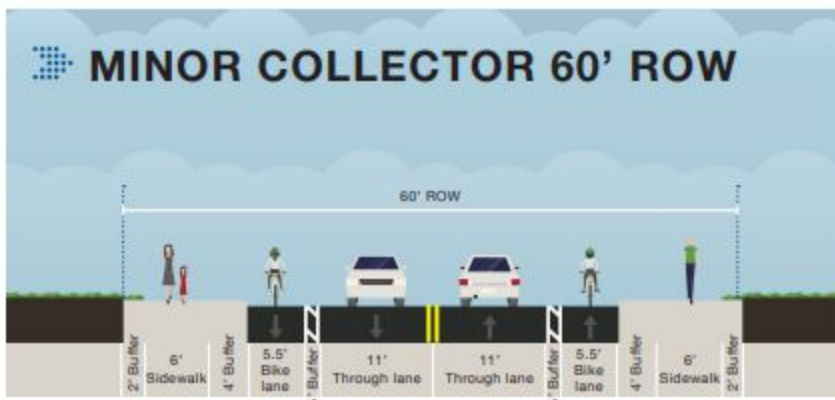 MINOR COLLECTOR 60’ ROW
60’ ROW
2’ Buffer
6’
Sidewalk
4’ Buffer
5.5’
Bike
lane
Buffer
11’
Through lane
11’
Through lane
Buffer
5.5’
Bike
lane
4’ Buffer
6’
Sidewalk
2’ Buffer